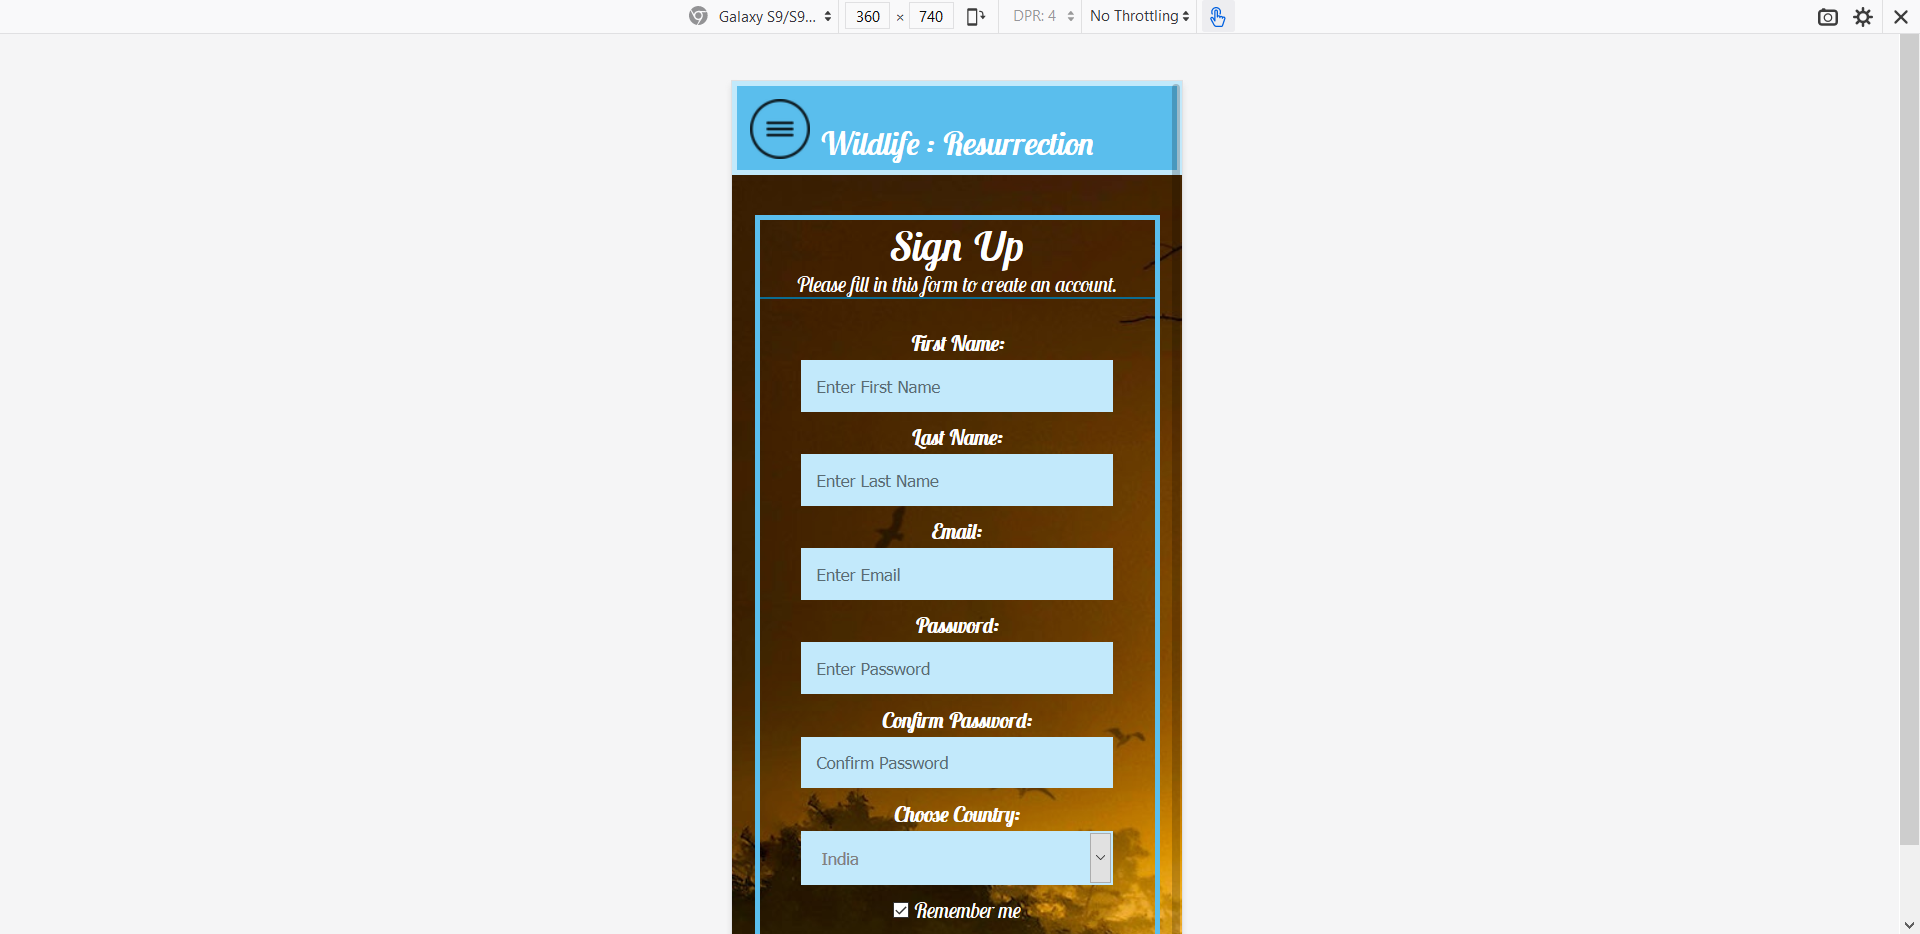 Galaxy S9/S9... 360 × 740 DPR: 4 No Throttling
Wildlife : Resurrection
Sign Up
Please fill in this form to create an account.
First Name:
Enter First Name
Last Name:
Enter Last Name
Email:
Enter Email
Password:
Enter Password
Confirm Password:
Confirm Password
Choose Country:
India
Remember me